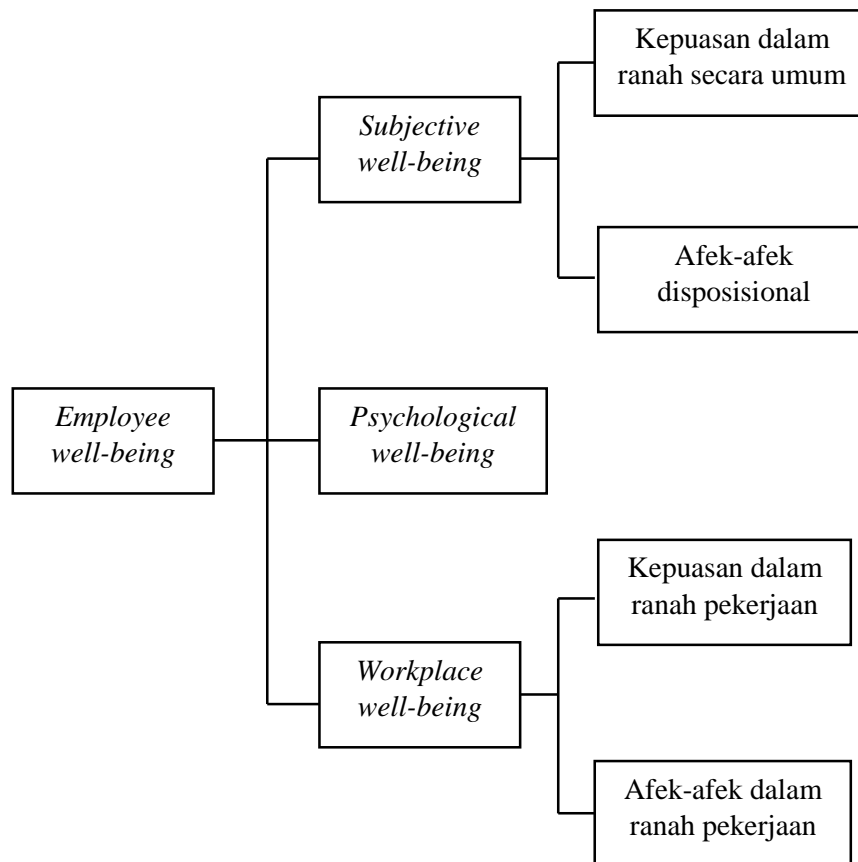 Kepuasan dalam
ranah secara umum
Subjective
well-being
Afek-afek
disposisional
Employee
well-being
Psychological
well-being
Kepuasan dalam
ranah pekerjaan
Workplace
well-being
Afek-afek dalam
ranah pekerjaan